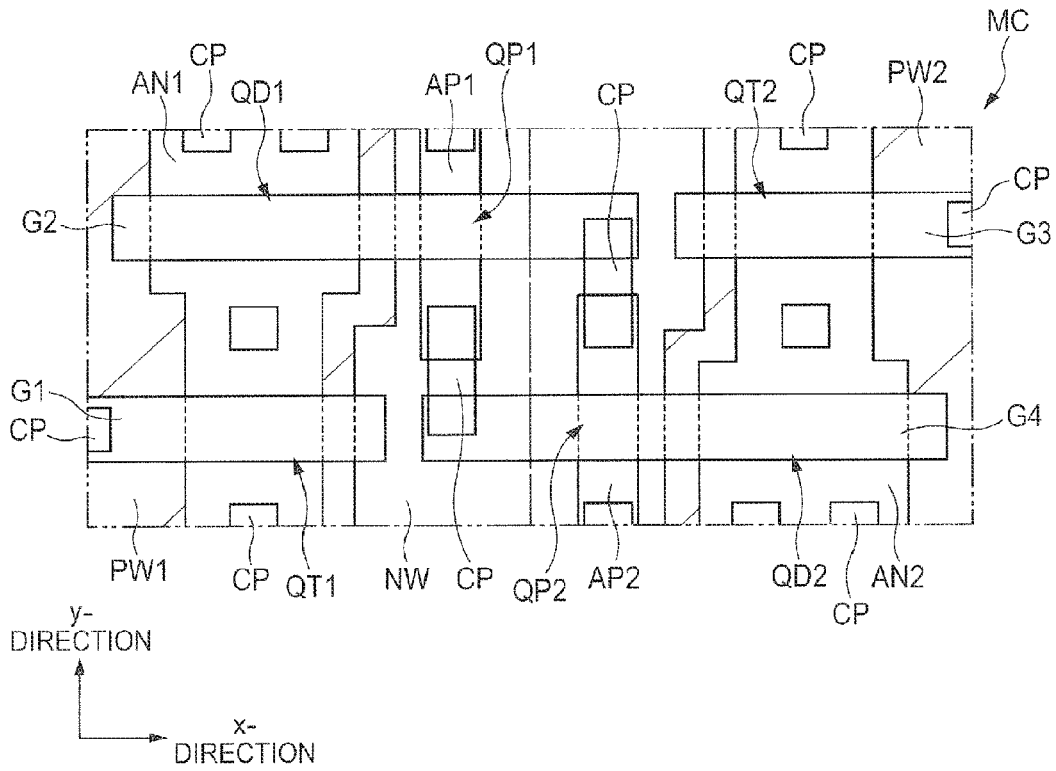 MC
CP
QP1
CP
PW2
AN1
QD1
AP1
CP
QT2
CP
G2
G3
G1
CP
G4
PW1
CP
QT1
NW
CP
QP2
AP2
QD2
AN2
CP
y-
DIRECTION
x-
DIRECTION